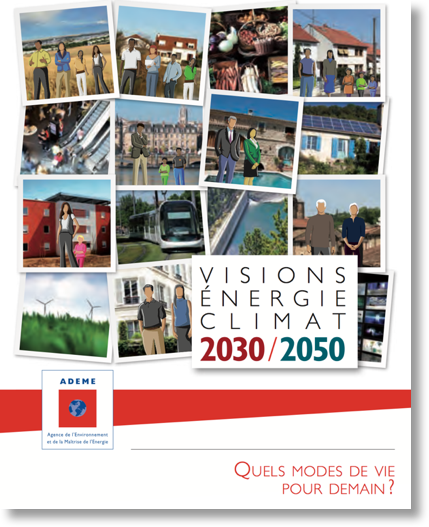 VISIONS
ÉNERGIE
CLIMAT
2030/2050
ADEME
Agence de l'Environnement
et de la Maîtrise de l'Energie
QUELS MODES DE VIE
POUR DEMAIN?